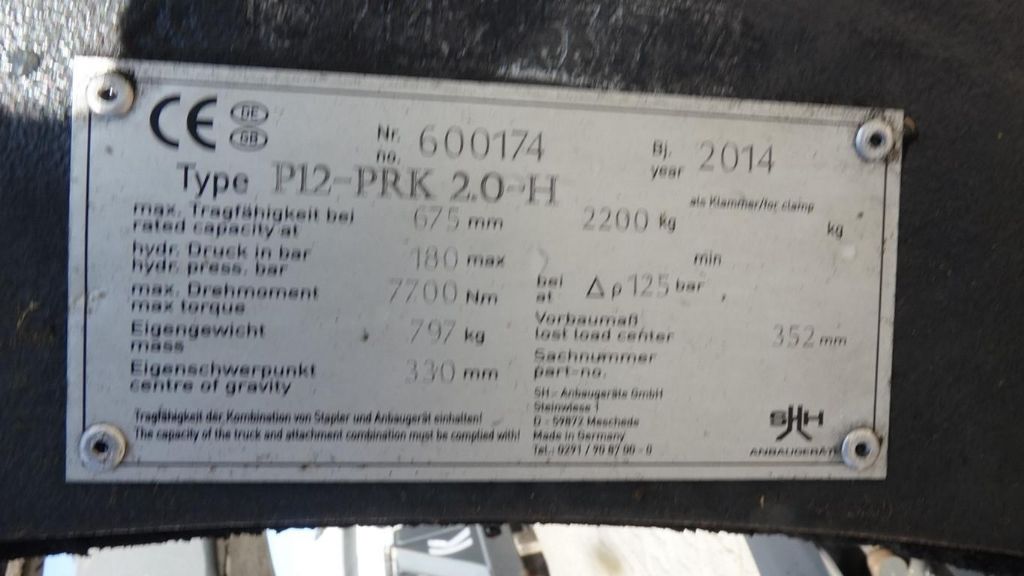 CE GE
GB
Nr. 600174 Bj. 2014
no. year
Type P12-PRK 2.0-H
als Klammer/for clamp
max. Tragfähigkeit bei 675 mm 2200 kg kg
rated capacity at
hydr. Druck in bar 180 max min
hydr. press. bar
max. Drehmoment 7700 Nm bei Δp 125 bar
max torque at
Eigengewicht 797 kg Vorbaumaß 352 mm
mass lost load center
Eigenschwerpunkt 330 mm Sachnummer
centre of gravity part-no.
SH - Anbaugeräte GmbH
Steinwiese 1
Tragfähigkeit der Kombination von Stapler und Anbaugerät einhalten! D - 59872 Meschede
The capacity of the truck and attachment combination must be complied with! Made in Germany
Tel.: 0291 / 90 87 00 - 0
SHH
ANBAUGERÄTE